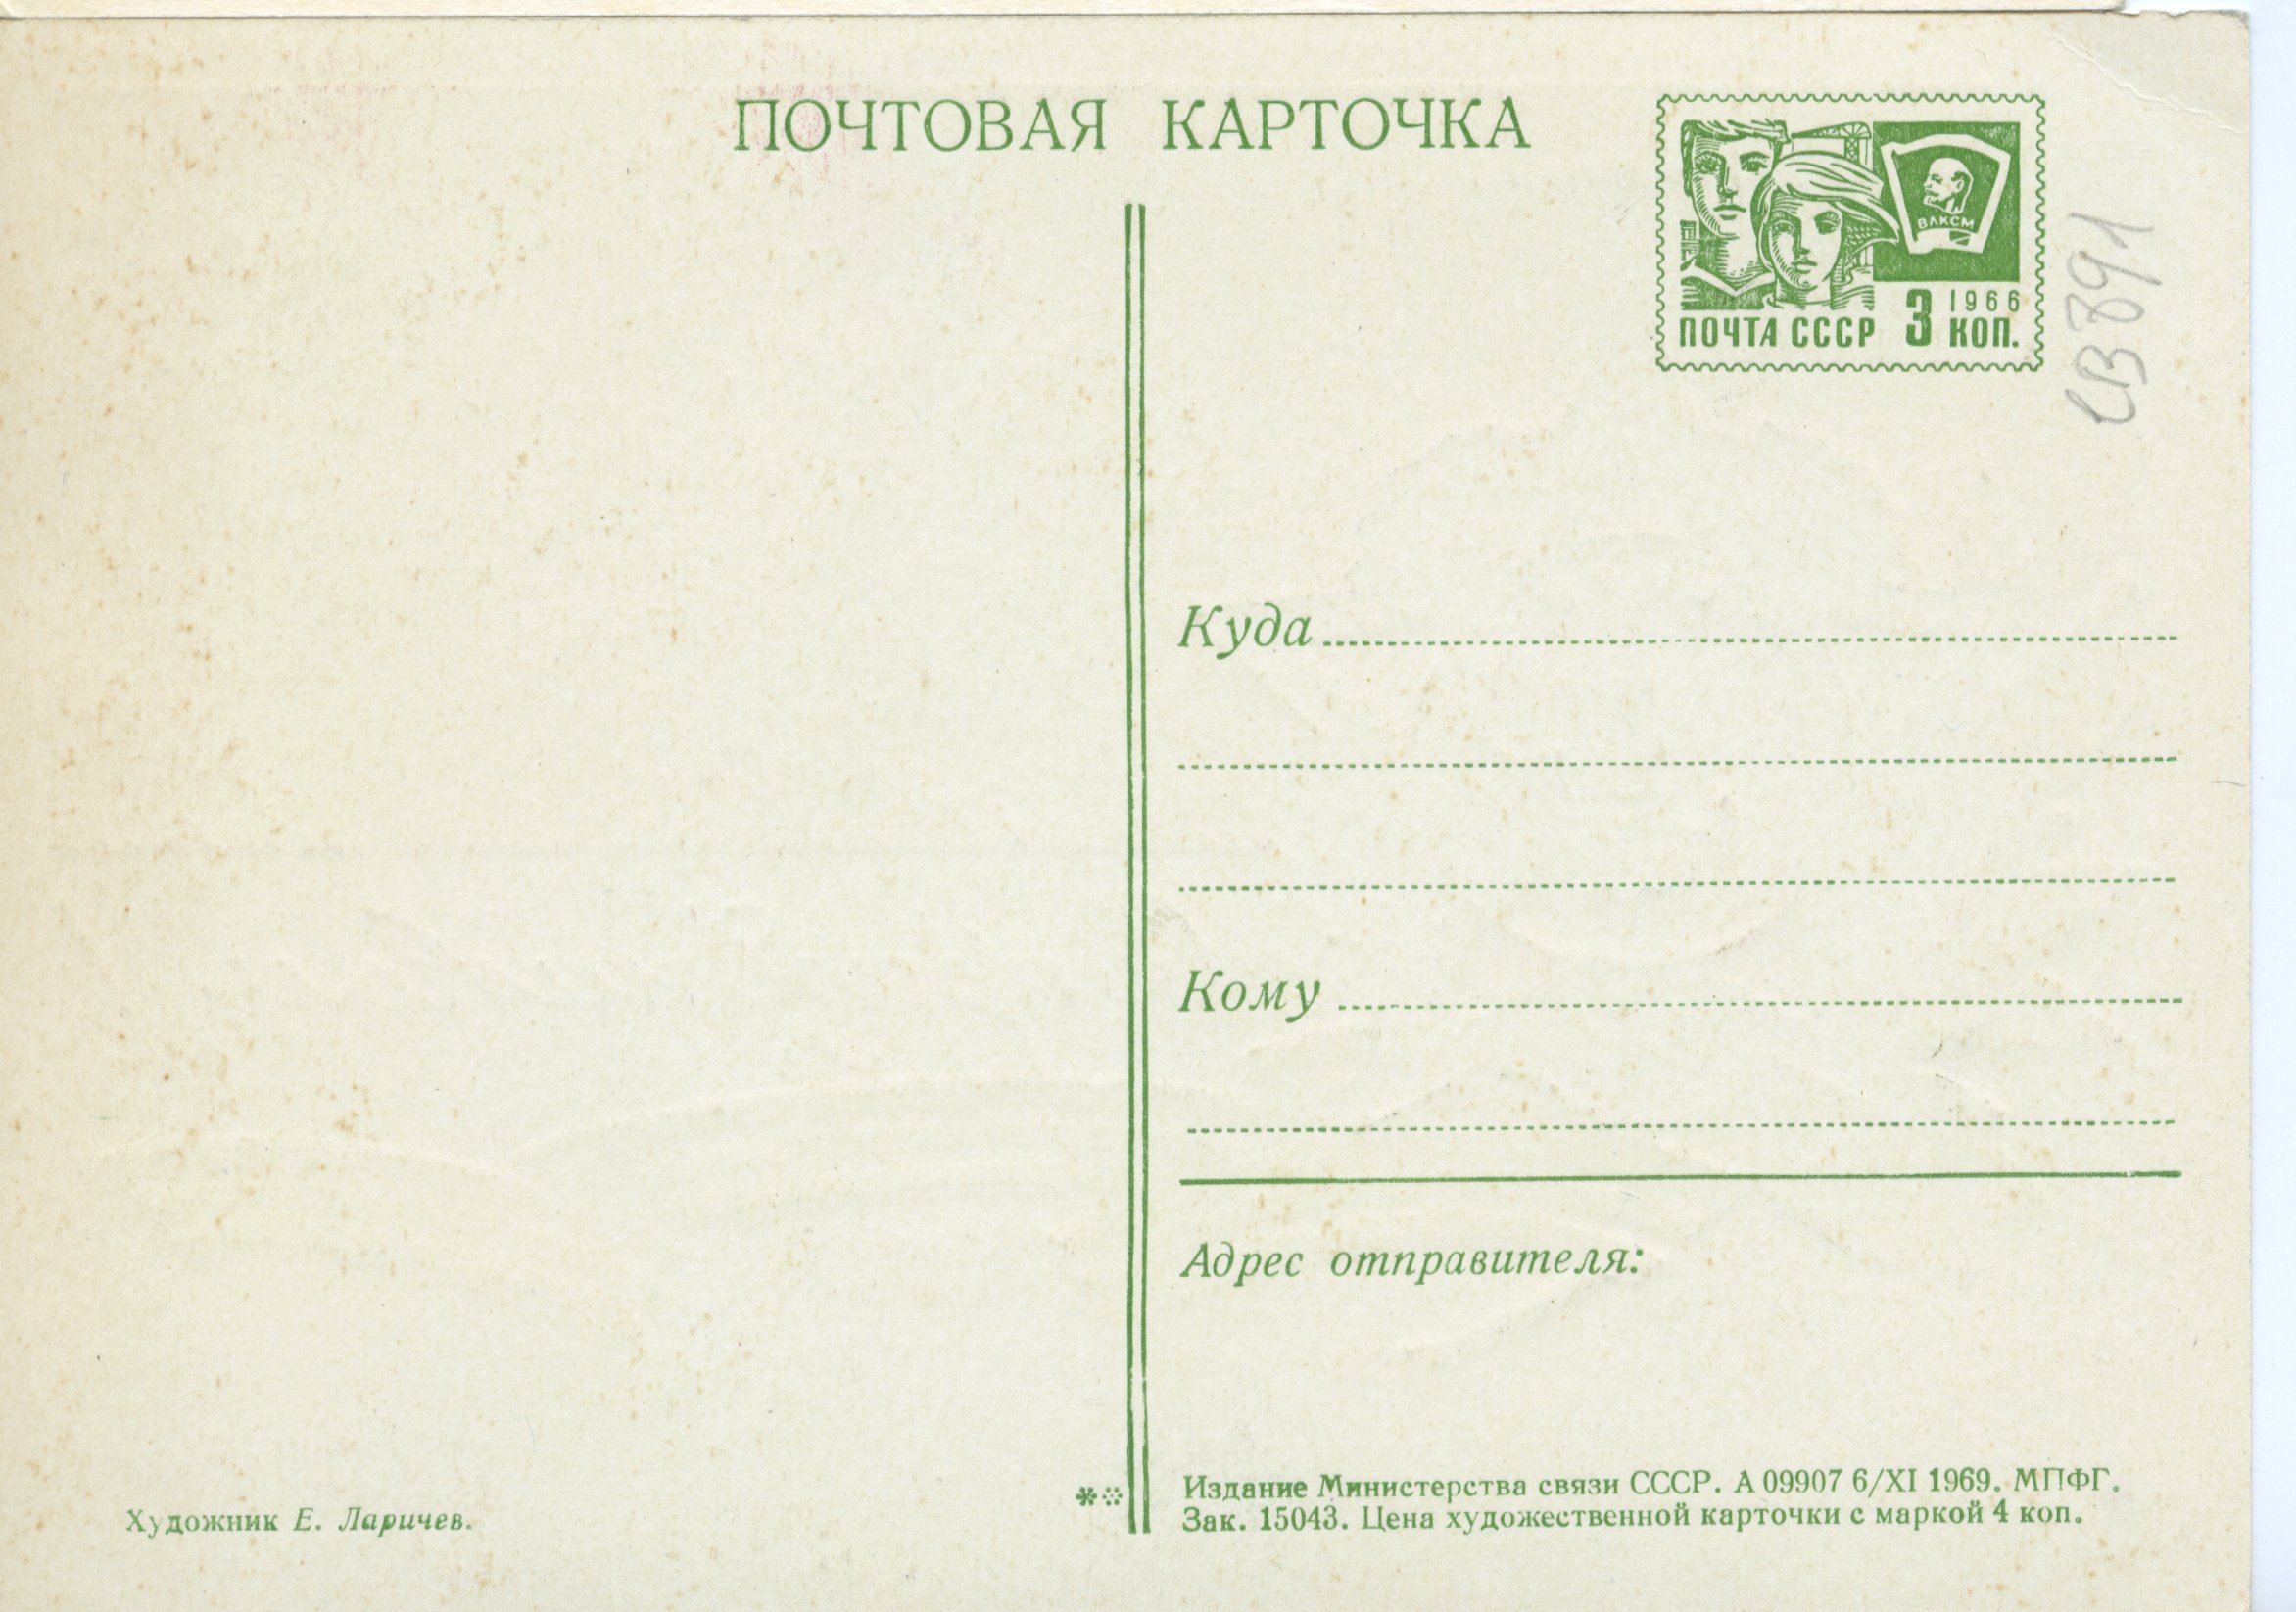 ПОЧТОВАЯ КАРТОЧКА
ВЛКСМ
1966
ПОЧТА СССР 3 КОП.
Куда
Кому
Адрес отправителя:
Художник Е. Ларичев.
Издание Министерства связи СССР. А 09907 6/XI 1969. МПФГ.
Зак. 15043. Цена художественной карточки с маркой 4 коп.